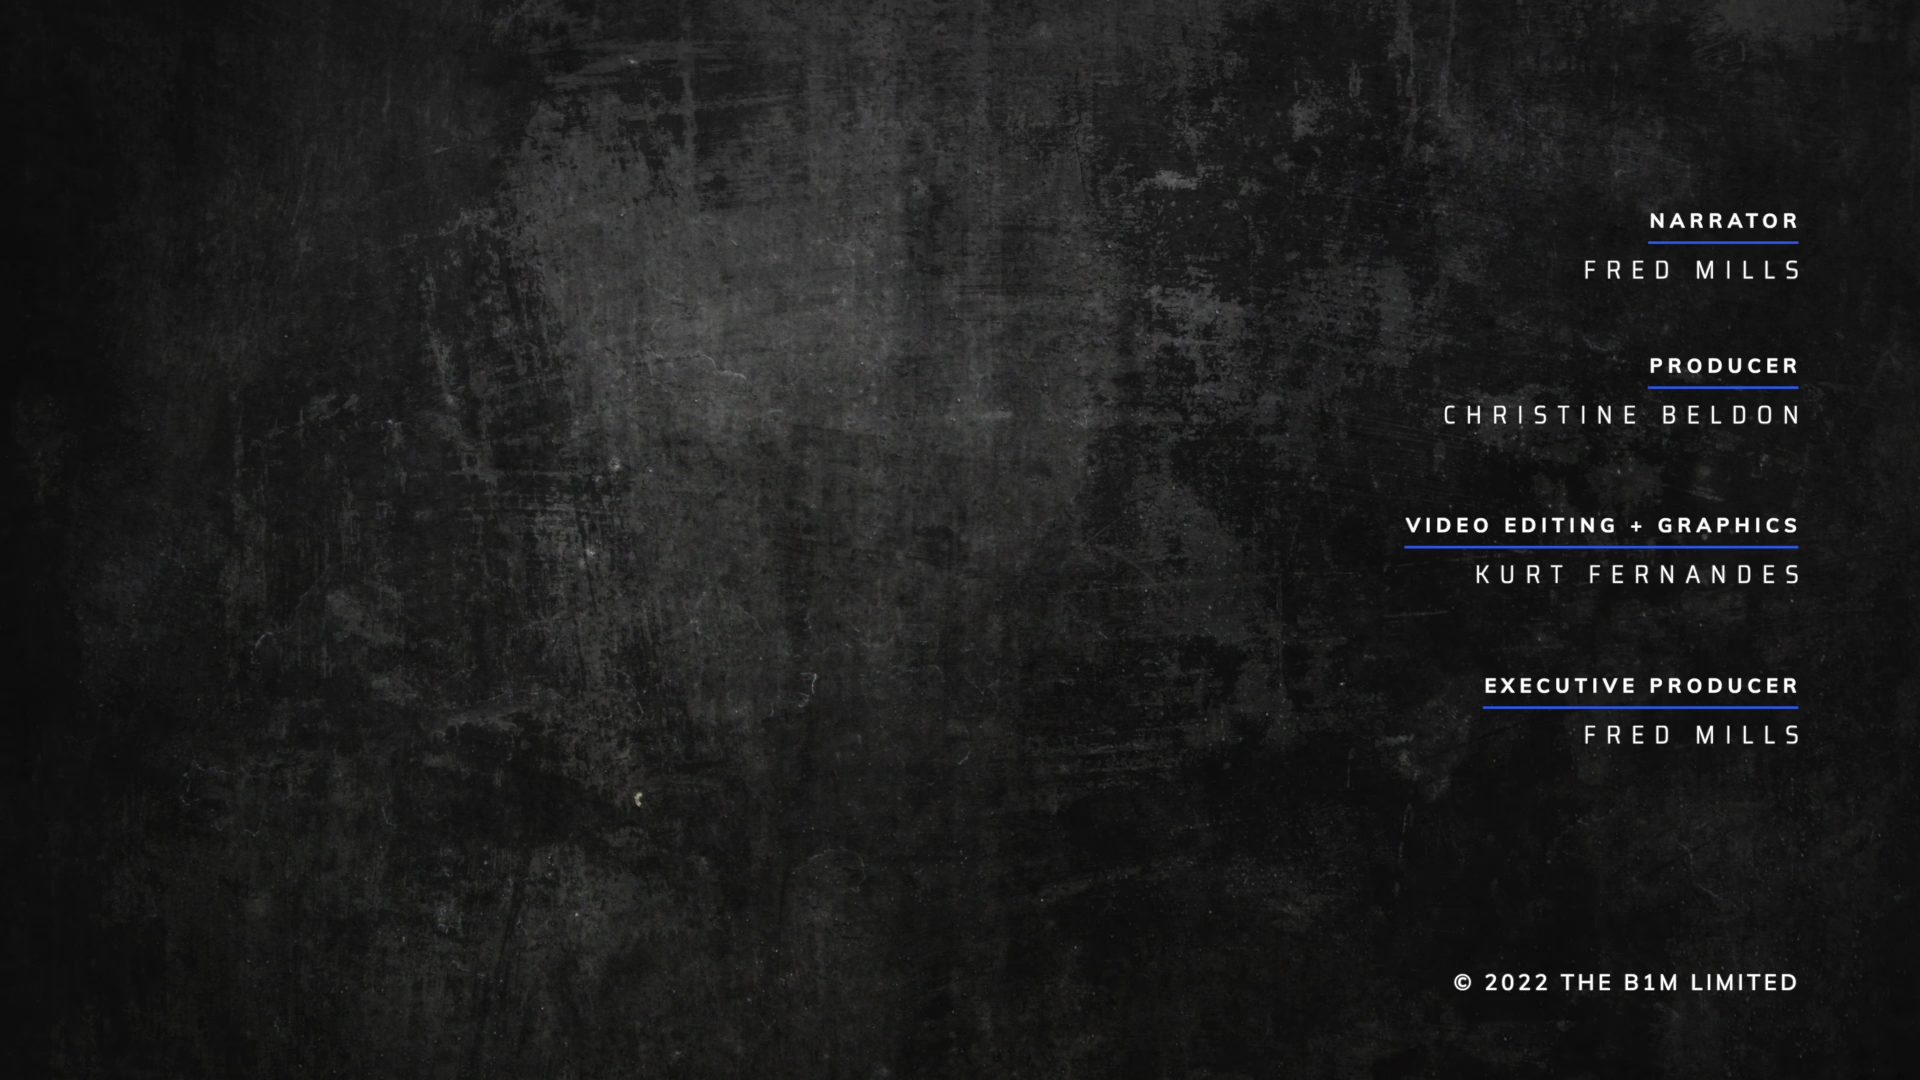 NARRATOR
FRED MILLS
PRODUCER
CHRISTINE BELDON
VIDEO EDITING + GRAPHICS
KURT FERNANDES
EXECUTIVE PRODUCER
FRED MILLS
© 2022 THE B1M LIMITED